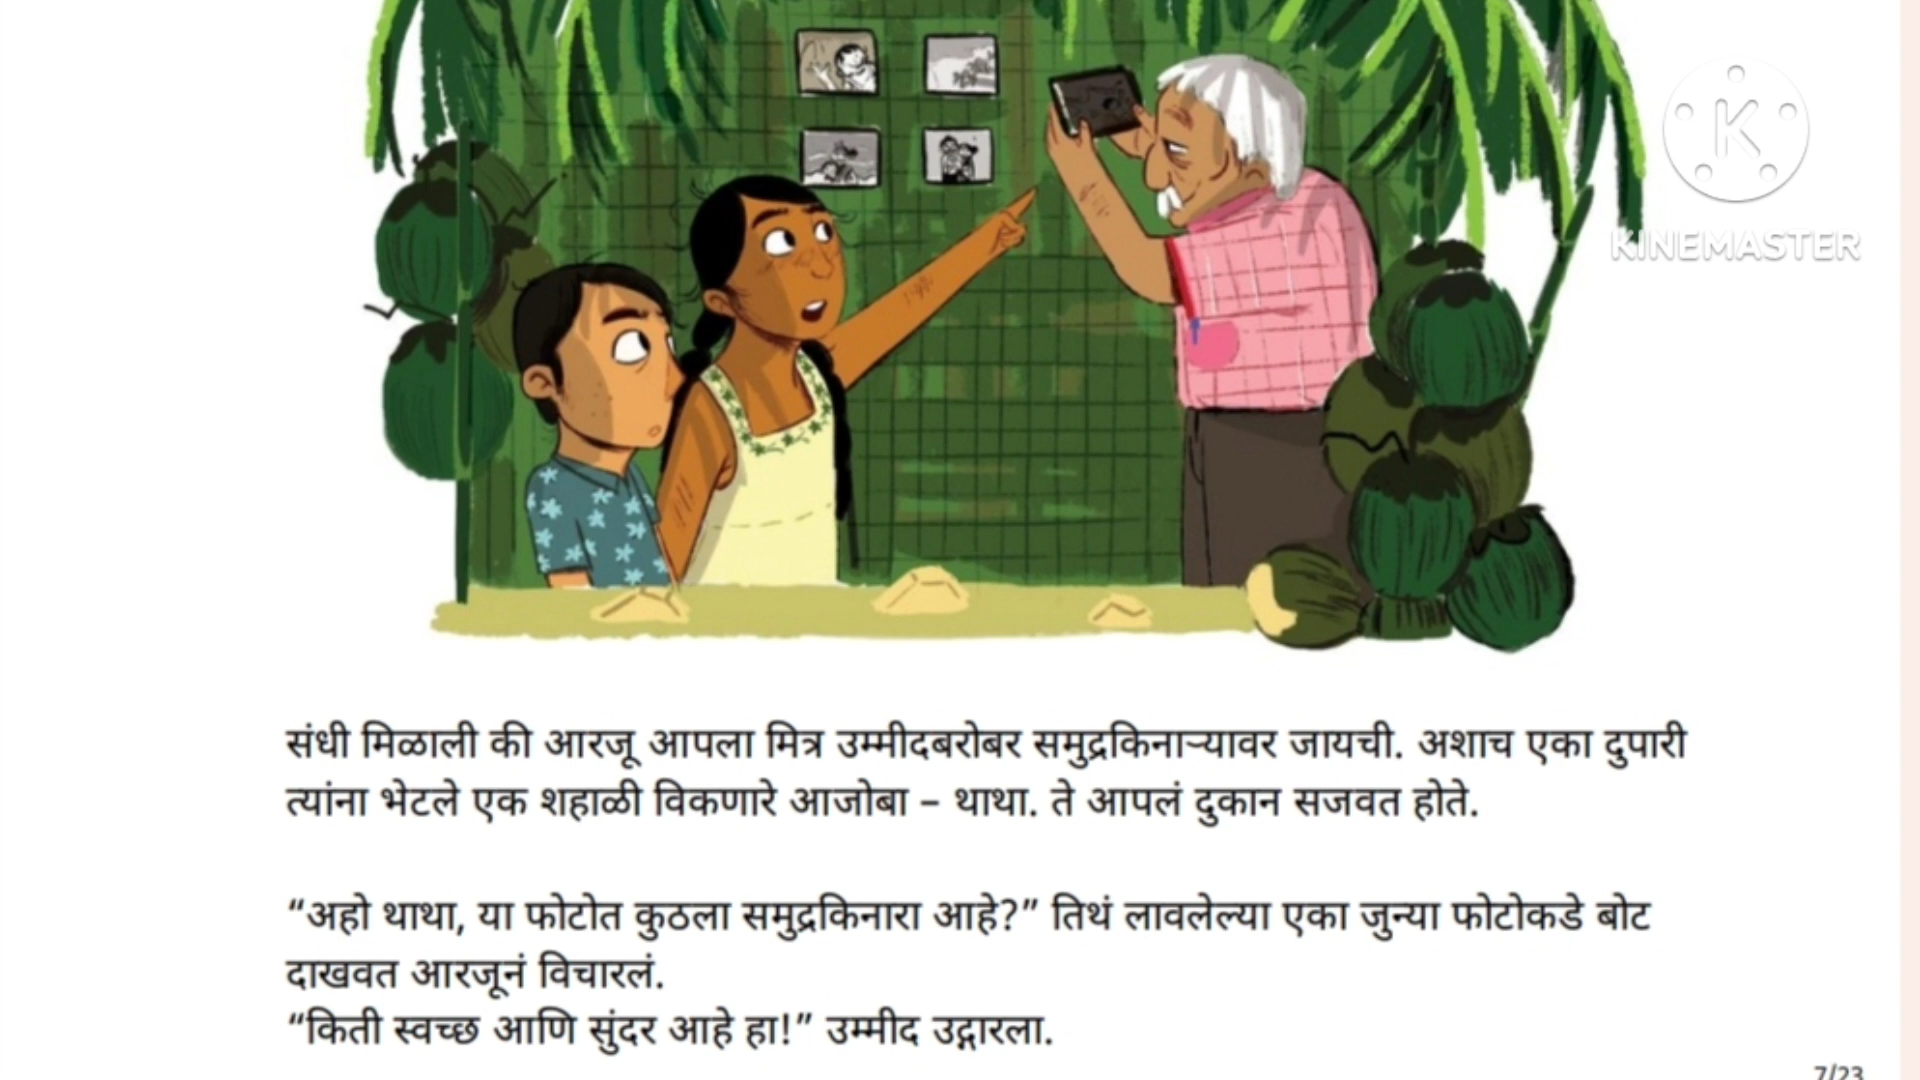 KINEMASTER
संधी मिळाली की आरजू आपला मित्र उम्मीदबरोबर समुद्रकिनाऱ्यावर जायची. अशाच एका दुपारी
त्यांना भेटले एक शहाळी विकणारे आजोबा – थाथा. ते आपलं दुकान सजवत होते.
“अहो थाथा, या फोटोत कुठला समुद्रकिनारा आहे?” तिथं लावलेल्या एका जुन्या फोटोकडे बोट
दाखवत आरजूनं विचारलं.
“किती स्वच्छ आणि सुंदर आहे हा!” उम्मीद उद्गारला.
7/23